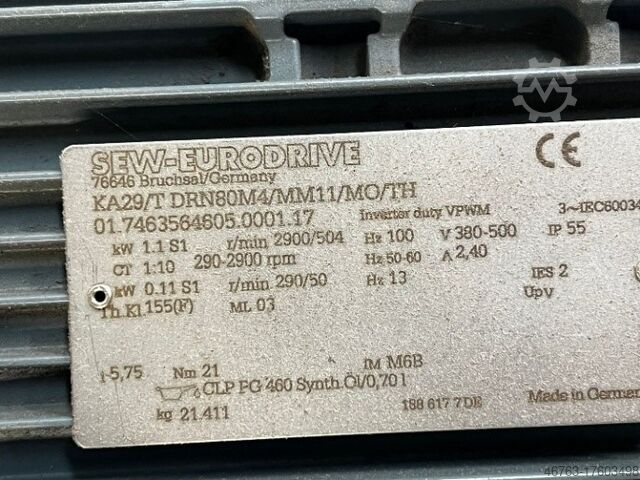 SEW-EURODRIVE
CE
76646 Bruchsal/Germany
KA29/T DRN80M4/MM11/MO/TH
01.7463564605.0001.17 Inverter duty VPWM 3~IEC60034
kW 1.1 S1 r/min 2900/504 Hz 100 V 380-500 IP 55
CT 1:10 290-2900 rpm Hz 50-60 A 2,40
kW 0.11 S1 r/min 290/50 Hz 13 IES 2
Th.Kl. 155(F) ML 03 Upv
i 5,75 Nm 21 IM M6B
CLP PG 460 Synth.Öl/0,70 l
kg 21.411 188 617 7 DE Made in German
46763-17603498